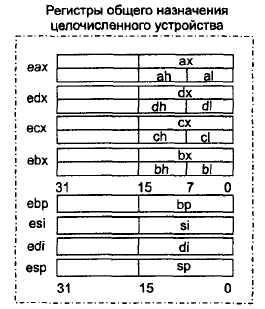 Регистры общего назначения
целочисленного устройства
eax ax
ah al
edx dx
dh dl
ecx cx
ch cl
ebx bx
bh bl
31 15 7 0
ebp bp
esi si
edi di
esp sp
31 15 0